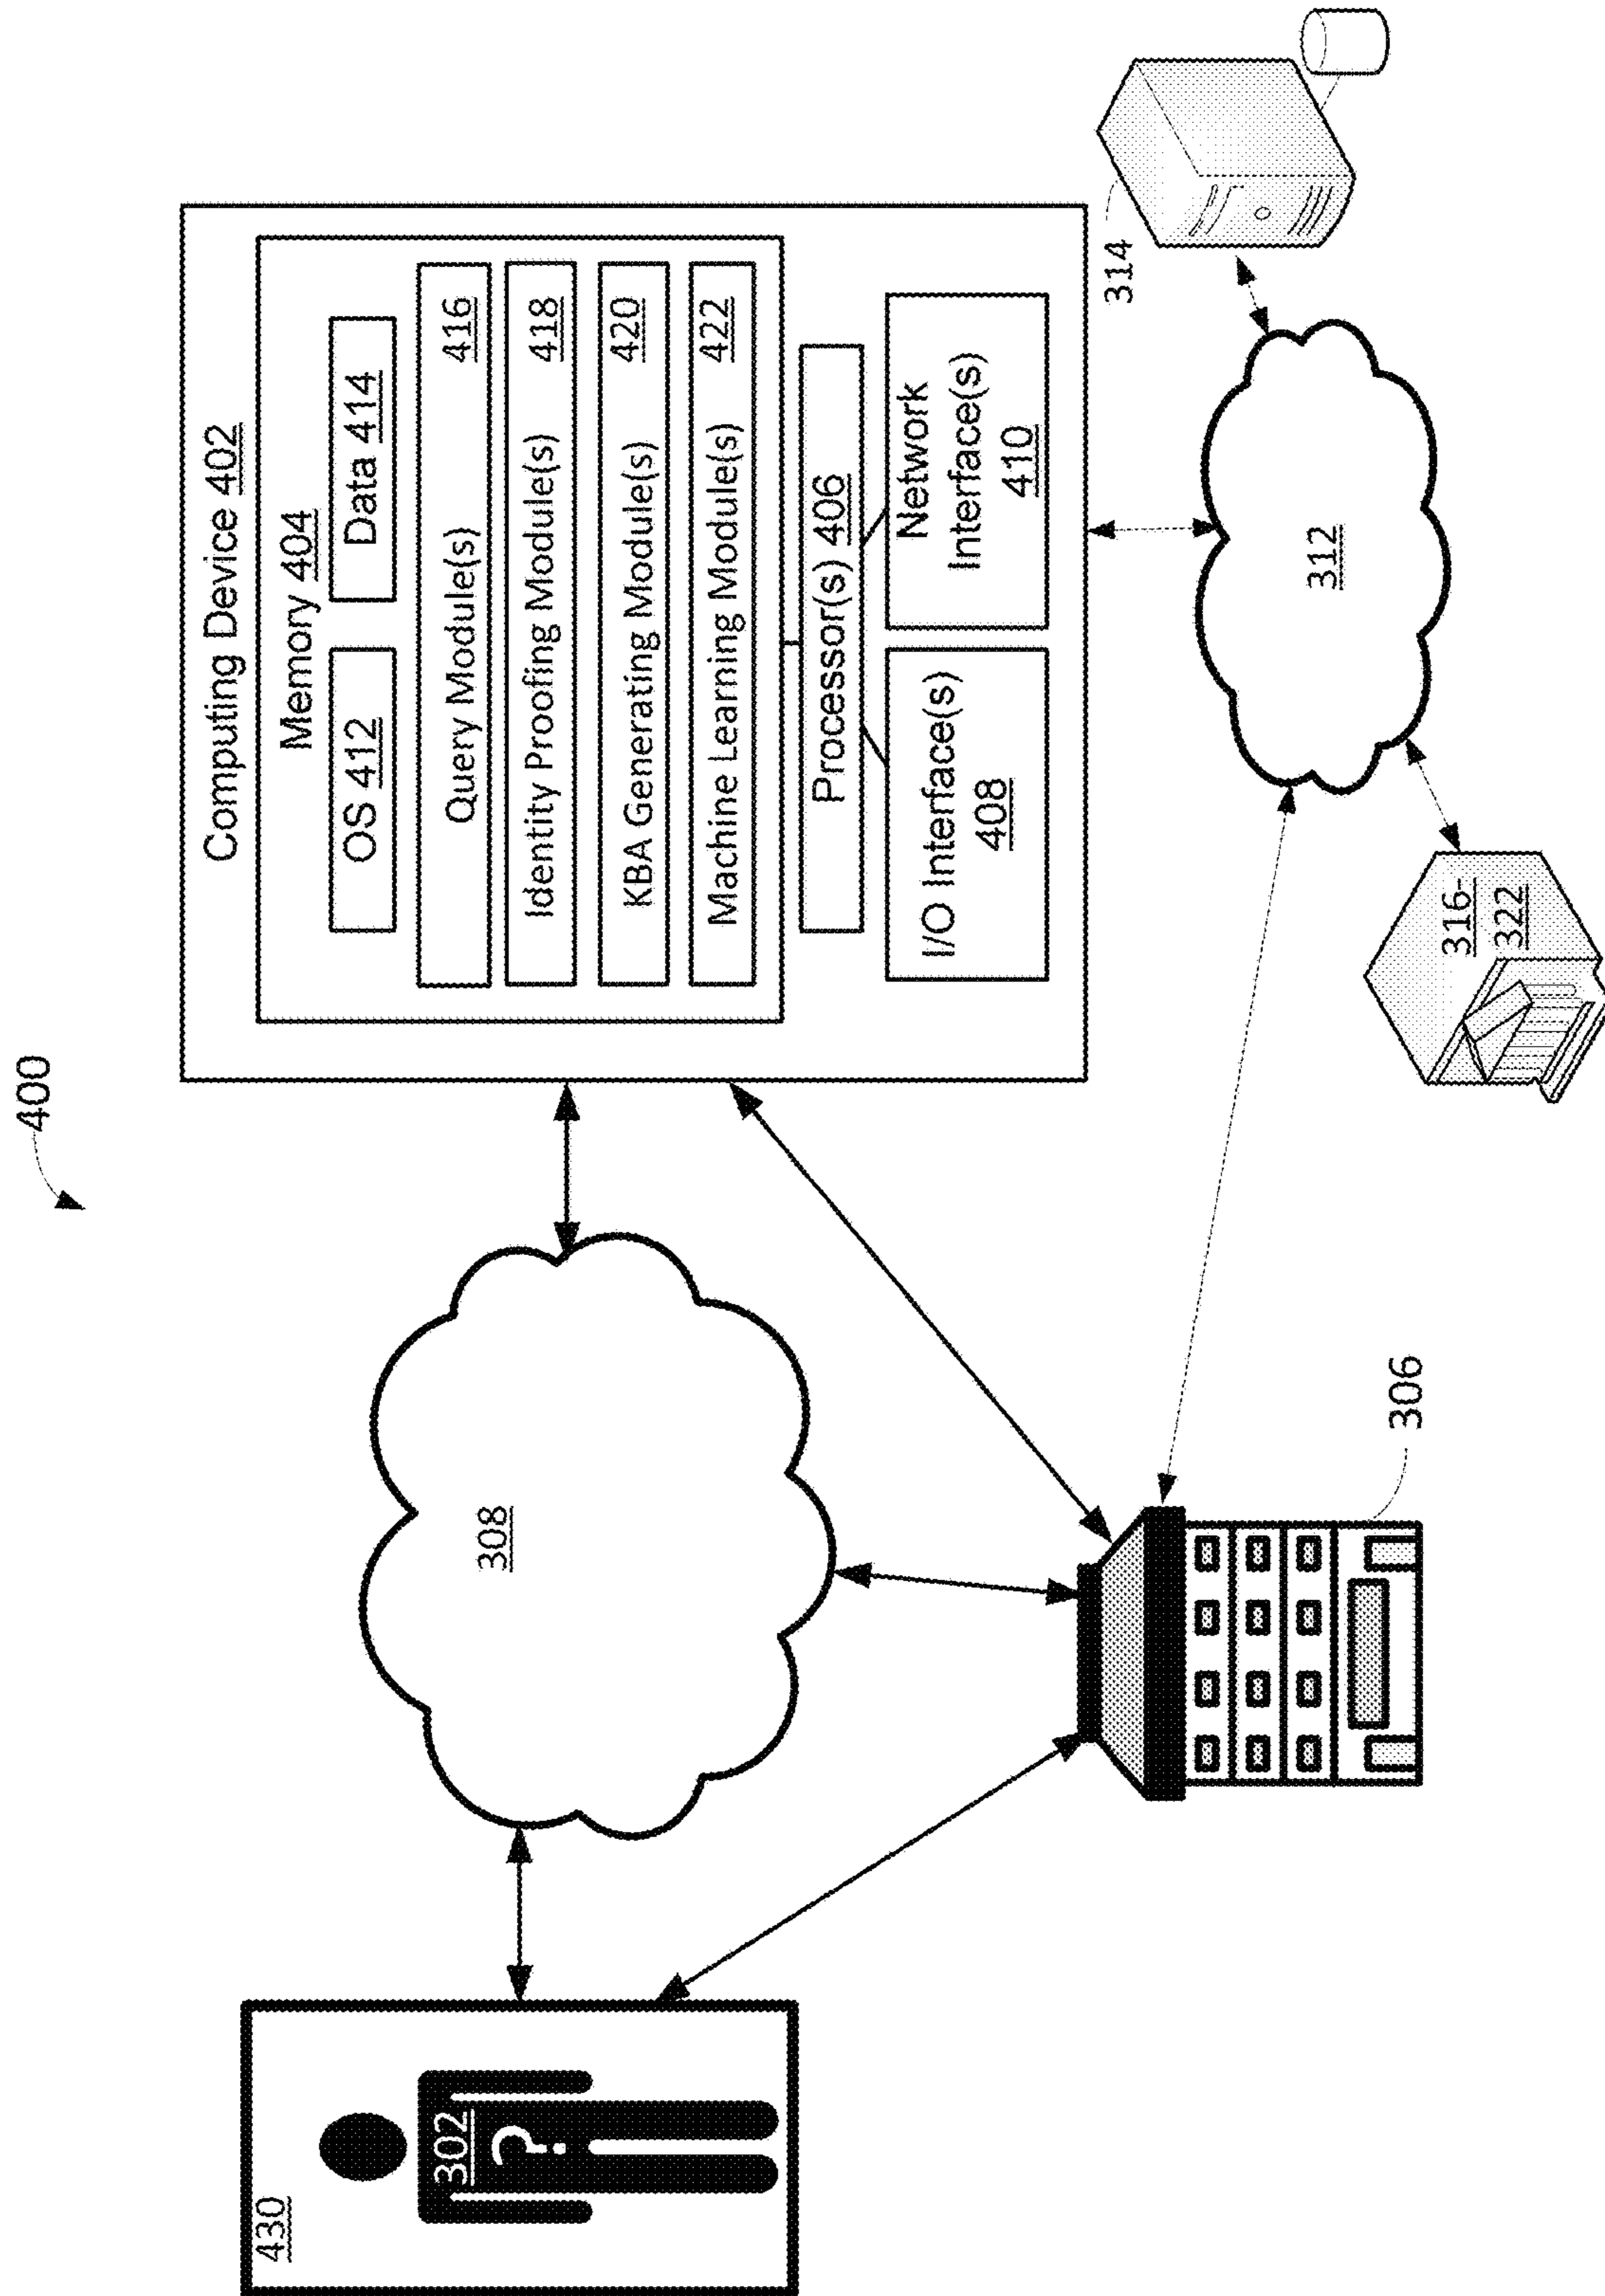 400
Computing Device 402
Memory 404
OS 412
Data 414
Query Module(s) 416
Identity Proofing Module(s) 418
KBA Generating Module(s) 420
Machine Learning Module(s) 422
Processor(s) 406
I/O Interface(s)
408
Network
Interface(s)
410
430
302
?
308
306
312
314
316-
322